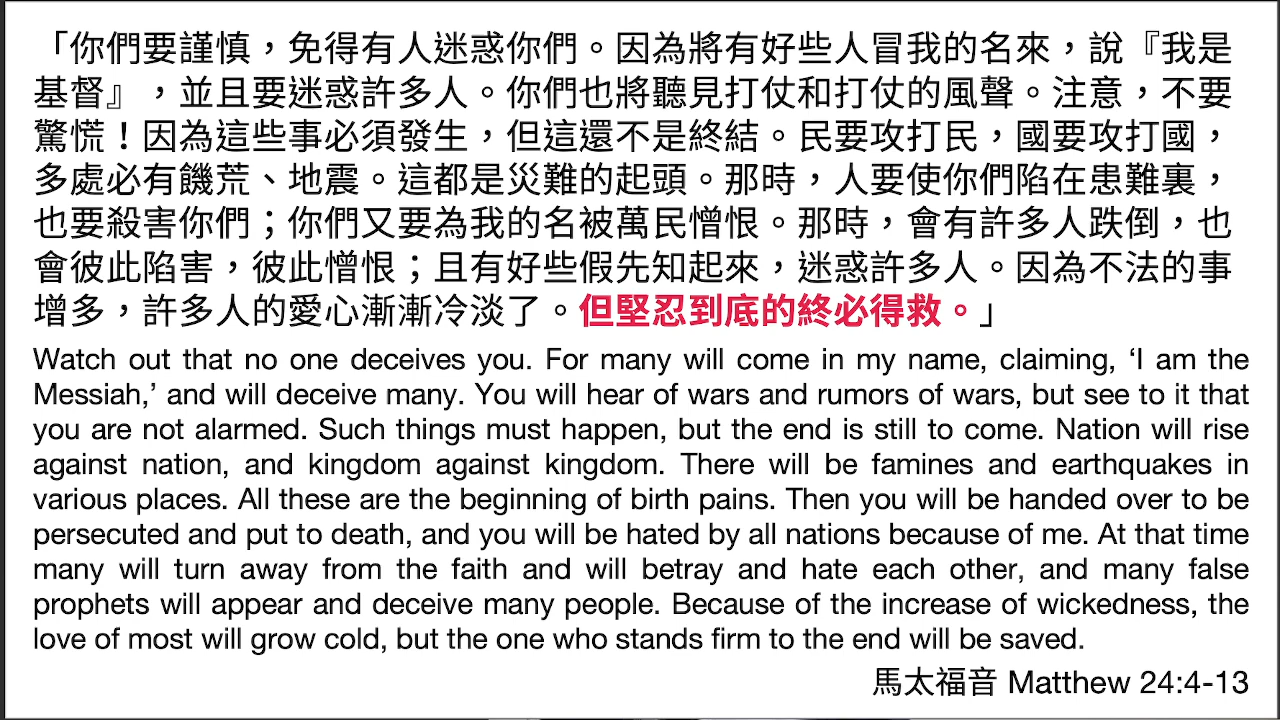 「你們要謹慎，免得有人迷惑你們。因為將有好些人冒我的名來，說『我是
基督』，並且要迷惑許多人。你們也將聽見打仗和打仗的風聲。注意，不要
驚慌！因為這些事必須發生，但這還不是終結。民要攻打民，國要攻打國，
多處必有饑荒、地震。這都是災難的起頭。那時，人要使你們陷在患難裏，
也要殺害你們；你們又要為我的名被萬民憎恨。那時，會有許多人跌倒，也
會彼此陷害，彼此憎恨；且有好些假先知起來，迷惑許多人。因為不法的事
增多，許多人的愛心漸漸冷淡了。但堅忍到底的終必得救。」
Watch out that no one deceives you. For many will come in my name, claiming, ‘I am the
Messiah,’ and will deceive many. You will hear of wars and rumors of wars, but see to it that
you are not alarmed. Such things must happen, but the end is still to come. Nation will rise
against nation, and kingdom against kingdom. There will be famines and earthquakes in
various places. All these are the beginning of birth pains. Then you will be handed over to be
persecuted and put to death, and you will be hated by all nations because of me. At that time
many will turn away from the faith and will betray and hate each other, and many false
prophets will appear and deceive many people. Because of the increase of wickedness, the
love of most will grow cold, but the one who stands firm to the end will be saved.
馬太福音 Matthew 24:4-13